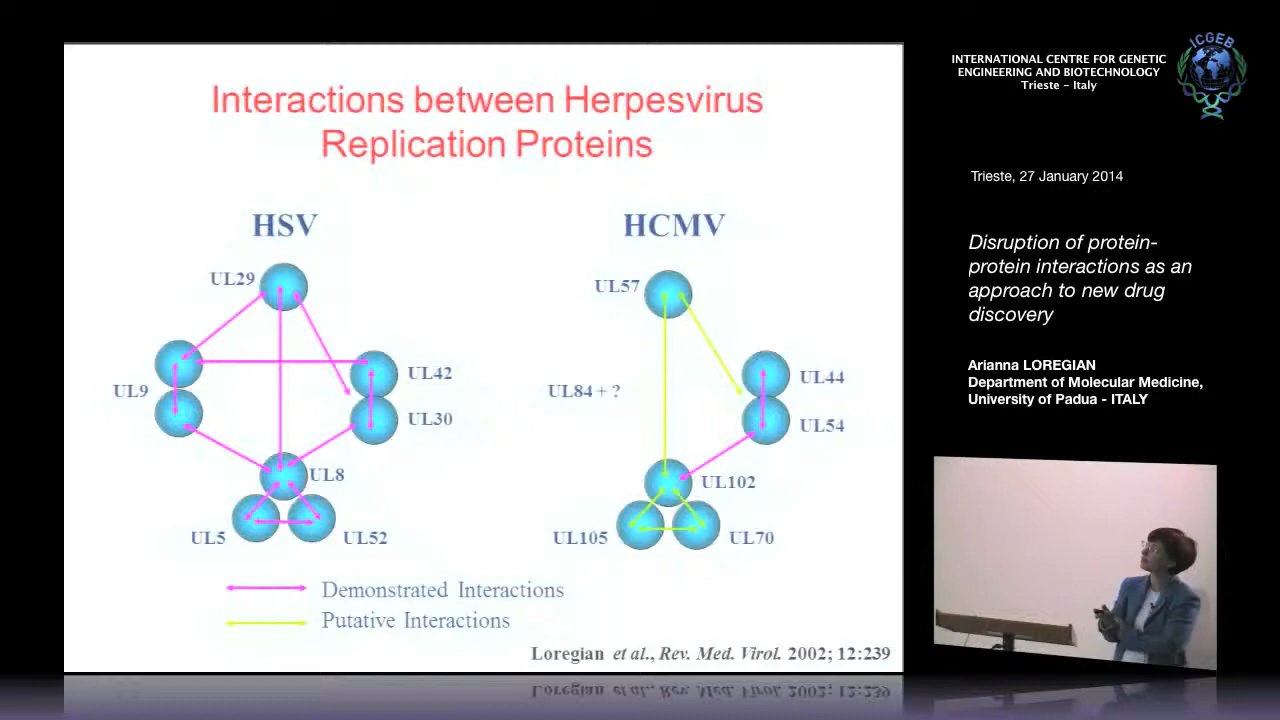 Interactions between Herpesvirus
Replication Proteins
HSV
HCMV
UL29
UL9
UL42
UL30
UL8
UL5
UL52
UL57
UL84 + ?
UL44
UL54
UL102
UL105
UL70
Demonstrated Interactions
Putative Interactions
Loregian et al., Rev. Med. Virol. 2002; 12:239
INTERNATIONAL CENTRE FOR GENETIC
ENGINEERING AND BIOTECHNOLOGY
Trieste - Italy
ICGEB
Trieste, 27 January 2014
Disruption of protein-
protein interactions as an
approach to new drug
discovery
Arianna LOREGIAN
Department of Molecular Medicine,
University of Padua - ITALY